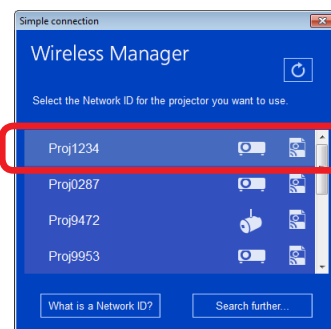 Simple connection
Wireless Manager
Select the Network ID for the projector you want to use.
Proj1234
Proj0287
Proj9472
Proj9953
What is a Network ID?
Search further...